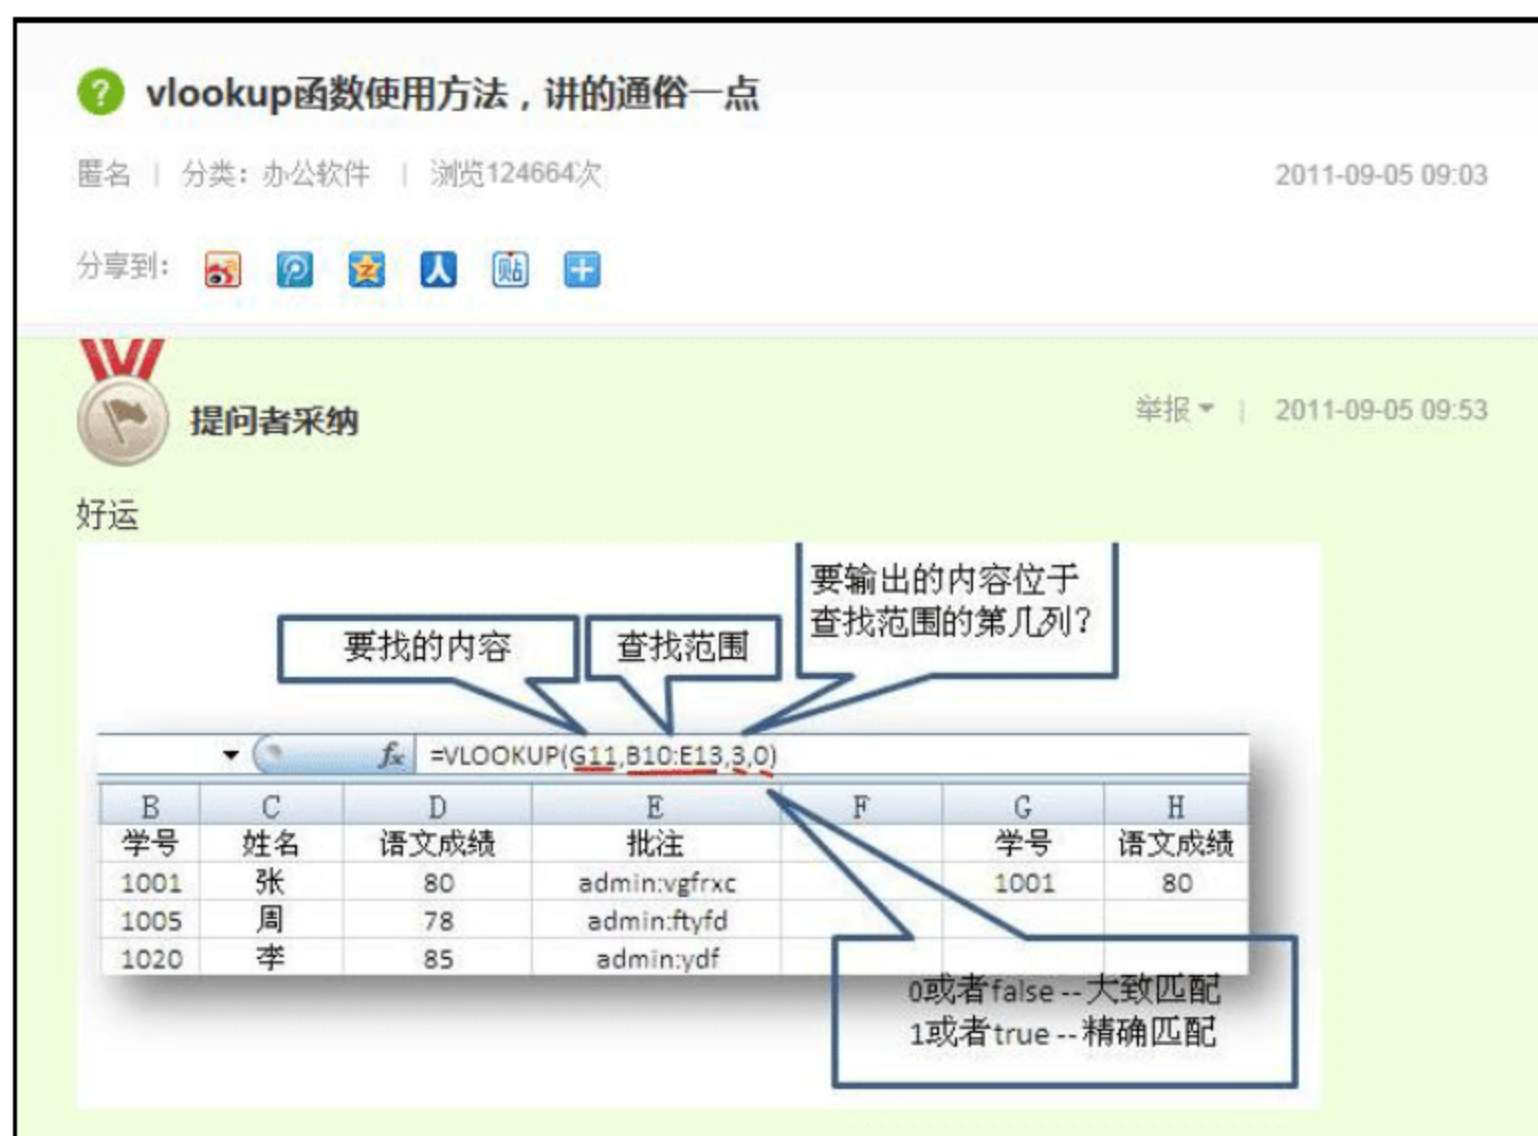 vlookup函数使用方法，讲的通俗一点
匿名 | 分类：办公软件 | 浏览124664次 2011-09-05 09:03
分享到：
贴
提问者采纳 举报 | 2011-09-05 09:53
好运
要输出的内容位于
查找范围的第几列？
要找的内容 查找范围
fx =VLOOKUP(G11,B10:E13,3,0)
B C D E F G H
学号 姓名 语文成绩 批注 学号 语文成绩
1001 张 80 admin:vgfrxc 1001 80
1005 周 78 admin:ftyfd
1020 李 85 admin:ydf
0或者false--大致匹配
1或者true--精确匹配